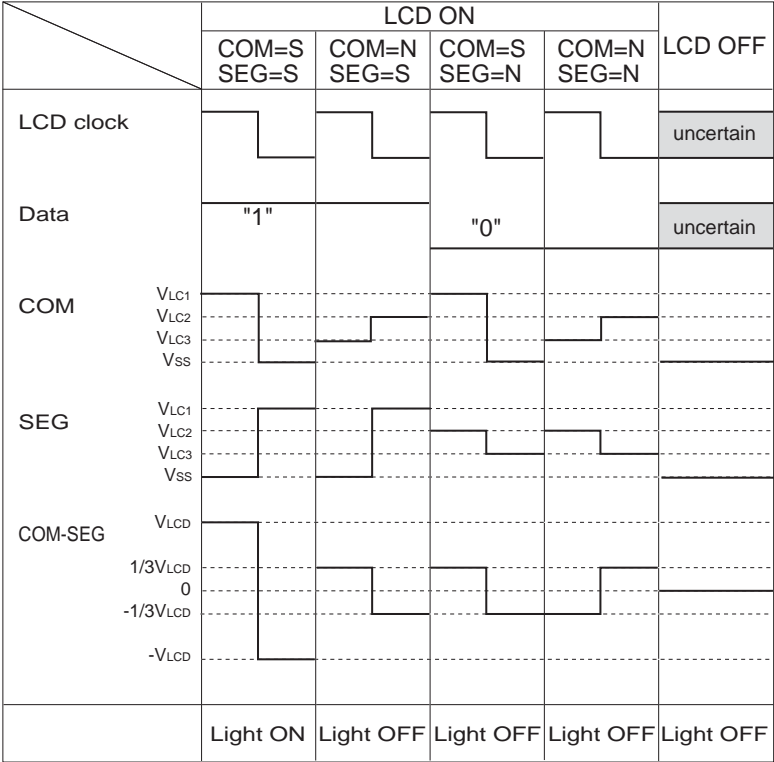 LCD ON
COM=S COM=N COM=S COM=N LCD OFF
SEG=S SEG=S SEG=N SEG=N
LCD clock uncertain
Data "1" "0" uncertain
COM
VLC1
VLC2
VLC3
VSS
SEG
VLC1
VLC2
VLC3
VSS
COM-SEG
VLCD
1/3VLCD
0
-1/3VLCD
-VLCD
Light ON Light OFF Light OFF Light OFF Light OFF